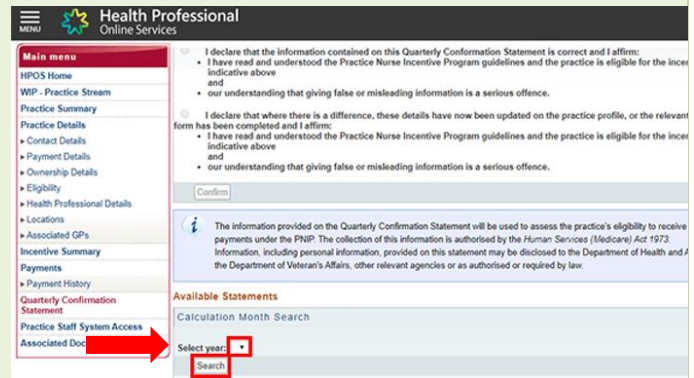 Health Professional
MENU
Online Services
Main menu
HPOS Home
WIP - Practice Stream
Practice Summary
Practice Details
Contact Details
Payment Details
Ownership Details
Eligibility
Health Professional Details
Locations
Associated GPs
Incentive Summary
Payments
Payment History
Quarterly Confirmation
Statement
Practice Staff System Access
Associated Doc
I declare that the information contained on this Quarterly Conformation Statement is correct and I affirm:
• I have read and understood the Practice Nurse Incentive Program guidelines and the practice is eligible for the incer
indicative above
and
• our understanding that giving false or misleading information is a serious offence.
I declare that where there is a difference, these details have now been updated on the practice profile, or the relevant
form has been completed and I affirm:
• I have read and understood the Practice Nurse Incentive Program guidelines and the practice is eligible for the incer
indicative above
and
• our understanding that giving false or misleading information is a serious offence.
Confirm
i
The information provided on the Quarterly Confirmation Statement will be used to assess the practice's eligibility to receive
payments under the PNIP. The collection of this information is authorised by the Human Services (Medicare) Act 1973.
Information, including personal information, provided on this statement may be disclosed to the Department of Health and A
the Department of Veteran's Affairs, other relevant agencies or as authorised or required by law.
Available Statements
Calculation Month Search
Select year:
Search